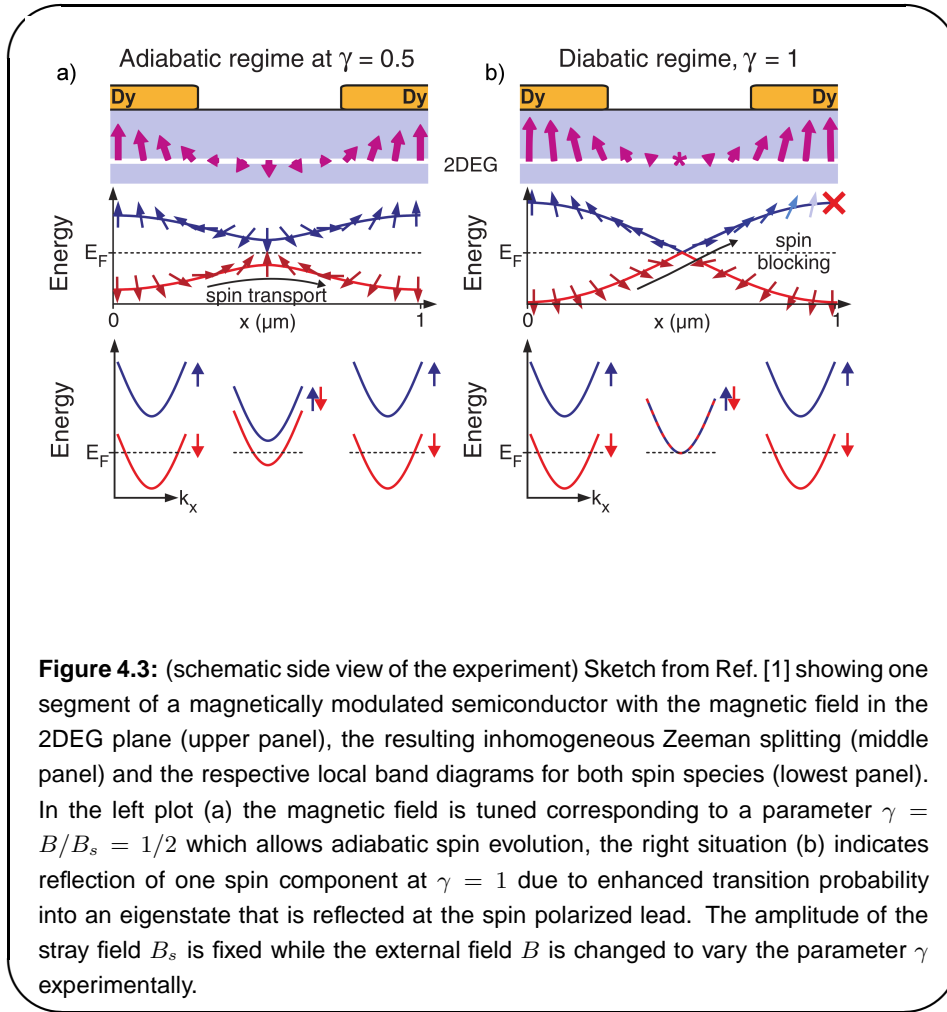 a) Adiabatic regime at γ = 0.5
Dy Dy
2DEG
Energy
E_F
spin transport
0 x (µm) 1
Energy
E_F
k_x
b) Diabatic regime, γ = 1
Dy Dy
Energy
E_F
spin
blocking
0 x (µm) 1
Energy
E_F
k_x
Figure 4.3: (schematic side view of the experiment) Sketch from Ref. [1] showing one
segment of a magnetically modulated semiconductor with the magnetic field in the
2DEG plane (upper panel), the resulting inhomogeneous Zeeman splitting (middle
panel) and the respective local band diagrams for both spin species (lowest panel).
In the left plot (a) the magnetic field is tuned corresponding to a parameter γ =
B/B_s = 1/2 which allows adiabatic spin evolution, the right situation (b) indicates
reflection of one spin component at γ = 1 due to enhanced transition probability
into an eigenstate that is reflected at the spin polarized lead. The amplitude of the
stray field B_s is fixed while the external field B is changed to vary the parameter γ
experimentally.